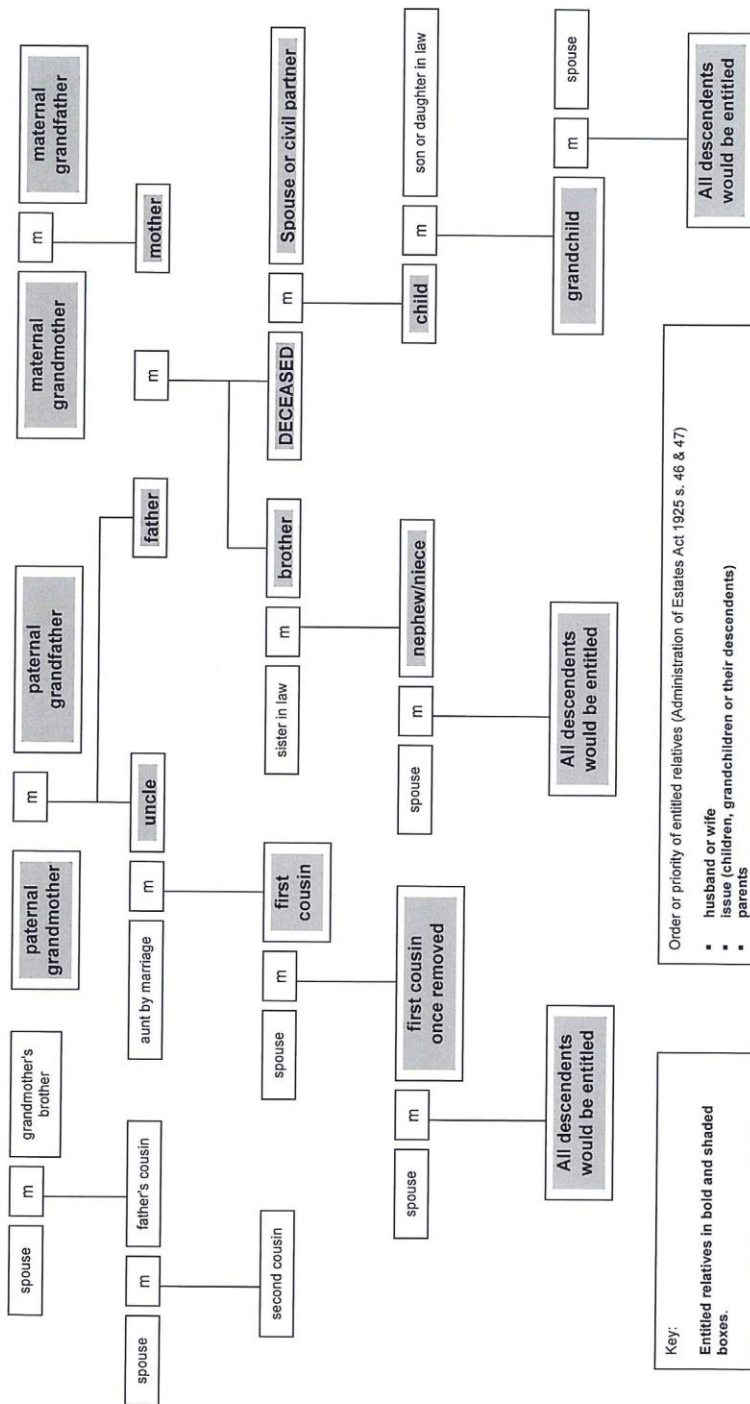 spouse
m
grandmother's
brother
paternal
grandmother
m
paternal
grandfather
maternal
grandmother
m
maternal
grandfather
spouse
m
father's cousin
aunt by marriage
m
uncle
father
m
mother
second cousin
spouse
m
first
cousin
sister in law
m
brother
DECEASED
m
Spouse or civil partner
spouse
m
first cousin
once removed
spouse
m
nephew/niece
child
m
son or daughter in law
All descendents
would be entitled
All descendents
would be entitled
grandchild
m
spouse
All descendents
would be entitled
Key:
Entitled relatives in bold and shaded
boxes.
Order or priority of entitled relatives (Administration of Estates Act 1925 s. 46 & 47)
▪ husband or wife
▪ issue (children, grandchildren or their descendents)
▪ parents